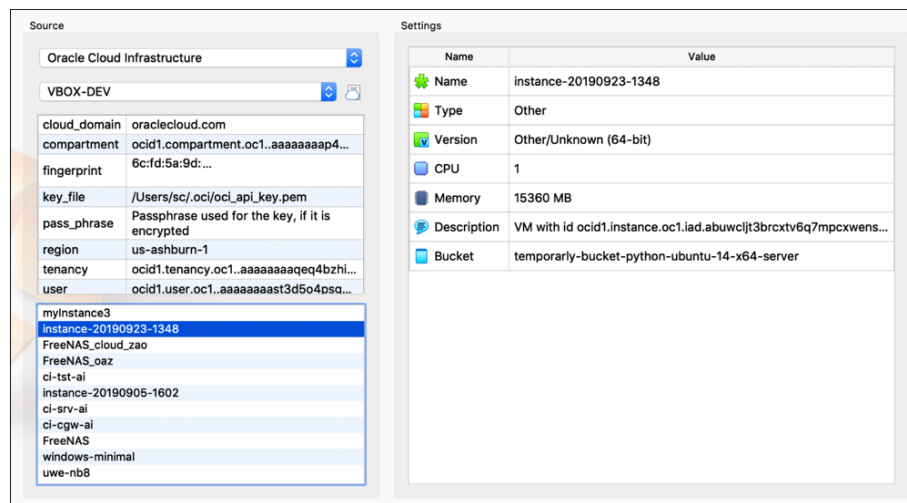 Source
Oracle Cloud Infrastructure
VBOX-DEV
cloud_domain oraclecloud.com
compartment ocid1.compartment.oc1..aaaaaaaap4...
fingerprint 6c:fd:5a:9d:...
key_file /Users/sc/.oci/oci_api_key.pem
pass_phrase Passphrase used for the key, if it is
encrypted
region us-ashburn-1
tenancy ocid1.tenancy.oc1..aaaaaaaaqeq4bzhi...
user ocid1.user.oc1..aaaaaaaast3d5o4psq...
myInstance3
instance-20190923-1348
FreeNAS_cloud_zao
FreeNAS_oaz
ci-tst-ai
instance-20190905-1602
ci-srv-ai
ci-cgw-ai
FreeNAS
windows-minimal
uwe-nb8
Settings
Name Value
Name instance-20190923-1348
Type Other
Version Other/Unknown (64-bit)
CPU 1
Memory 15360 MB
Description VM with id ocid1.instance.oc1.iad.abuwcljt3brcxtv6q7mpcxwens...
Bucket temporarly-bucket-python-ubuntu-14-x64-server